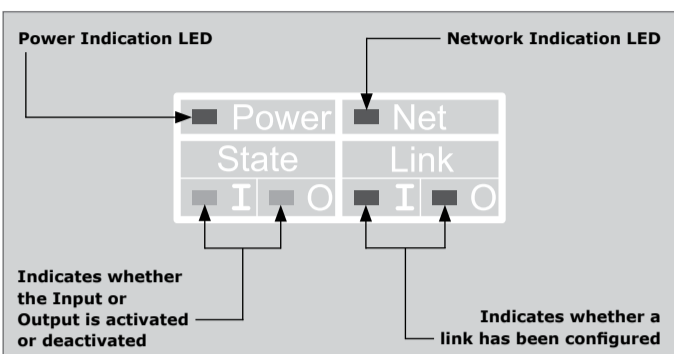 Power Indication LED
Network Indication LED
Power
Net
State
Link
I
O
I
O
Indicates whether
the Input or
Output is activated
or deactivated
Indicates whether a
link has been configured